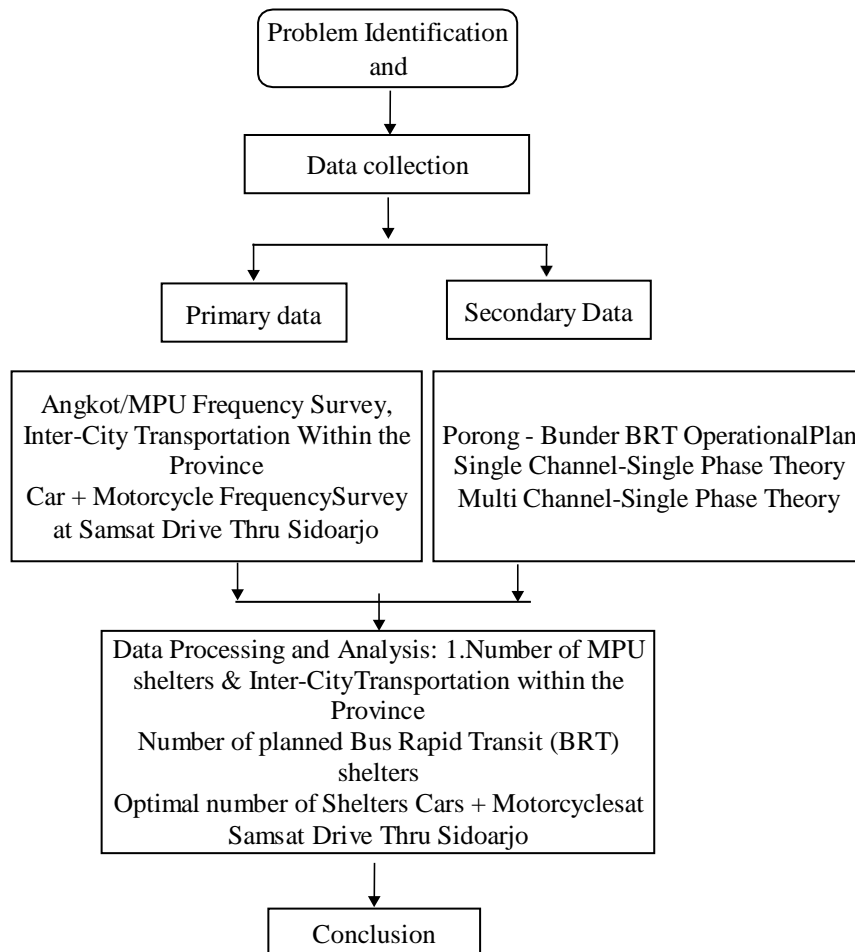 Problem Identification
and
Data collection
Primary data
Secondary Data
Angkot/MPU Frequency Survey,
Inter-City Transportation Within the
Province
Car + Motorcycle FrequencySurvey
at Samsat Drive Thru Sidoarjo
Porong - Bunder BRT OperationalPlan
Single Channel-Single Phase Theory
Multi Channel-Single Phase Theory
Data Processing and Analysis: 1.Number of MPU
shelters & Inter-CityTransportation within the
Province
Number of planned Bus Rapid Transit (BRT)
shelters
Optimal number of Shelters Cars + Motorcyclesat
Samsat Drive Thru Sidoarjo
Conclusion